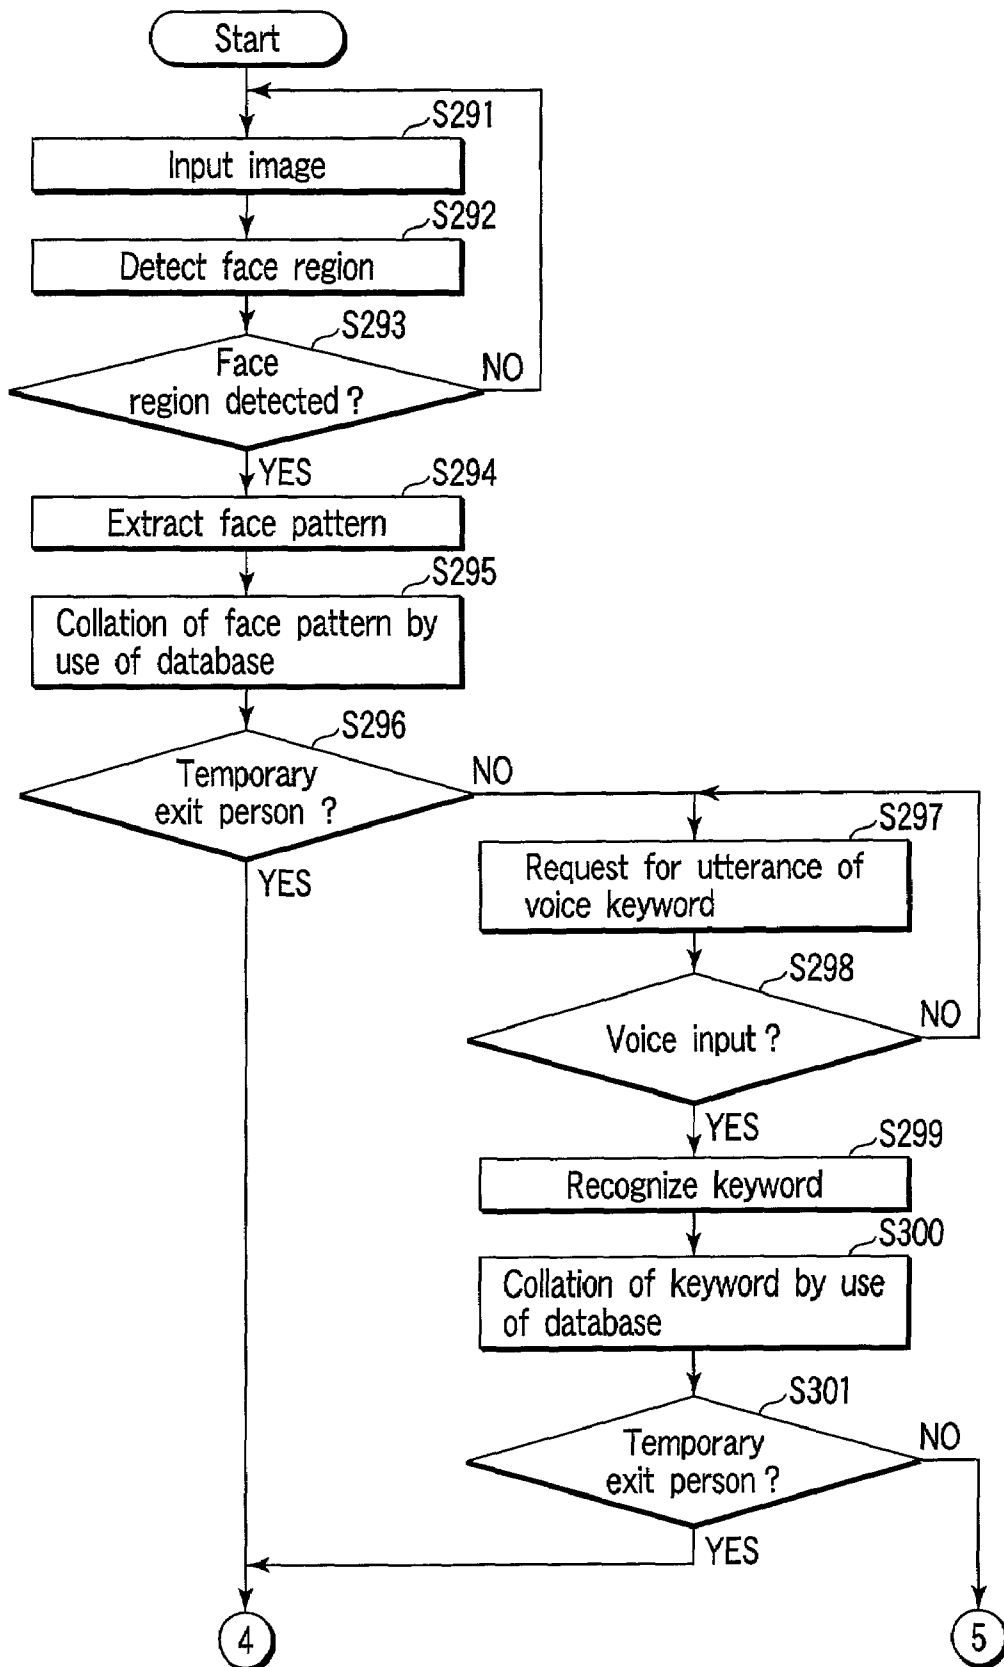 Start
S291
Input image
S292
Detect face region
S293
Face
region detected ?
NO
YES
S294
Extract face pattern
S295
Collation of face pattern by
use of database
S296
Temporary
exit person ?
NO
YES
S297
Request for utterance of
voice keyword
S298
Voice input ?
NO
YES
S299
Recognize keyword
S300
Collation of keyword by use
of database
S301
Temporary
exit person ?
NO
YES
4
5